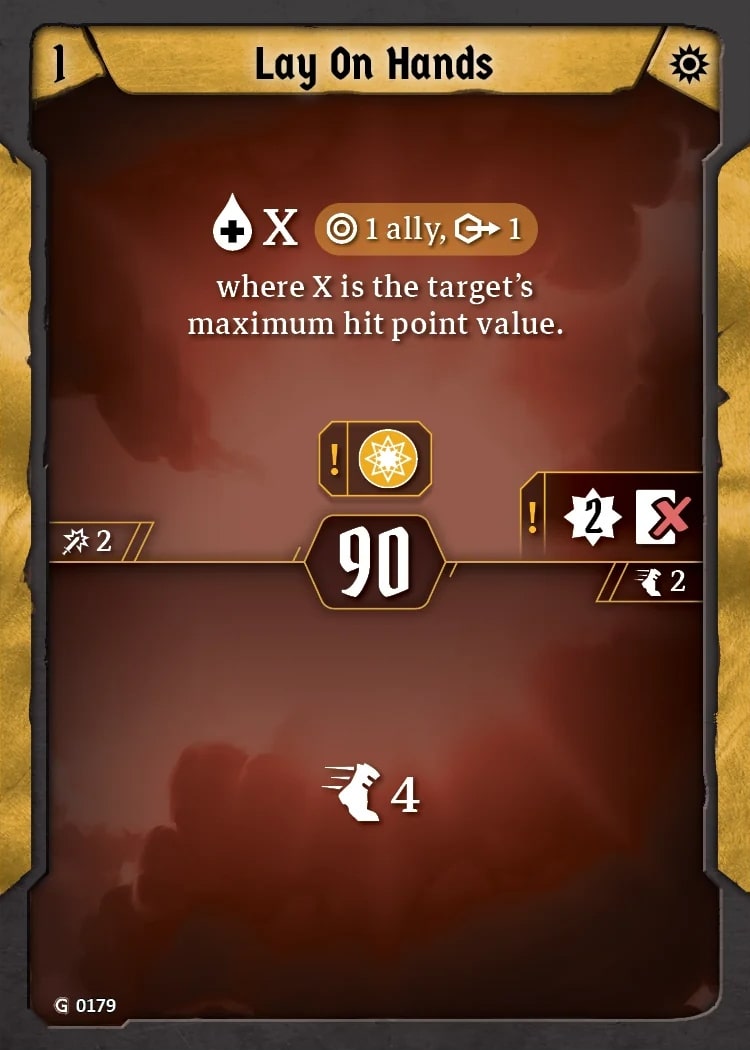 1
Lay On Hands
X 1 ally, 1
where X is the target's
maximum hit point value.
2
2
90
2
4
G 0179